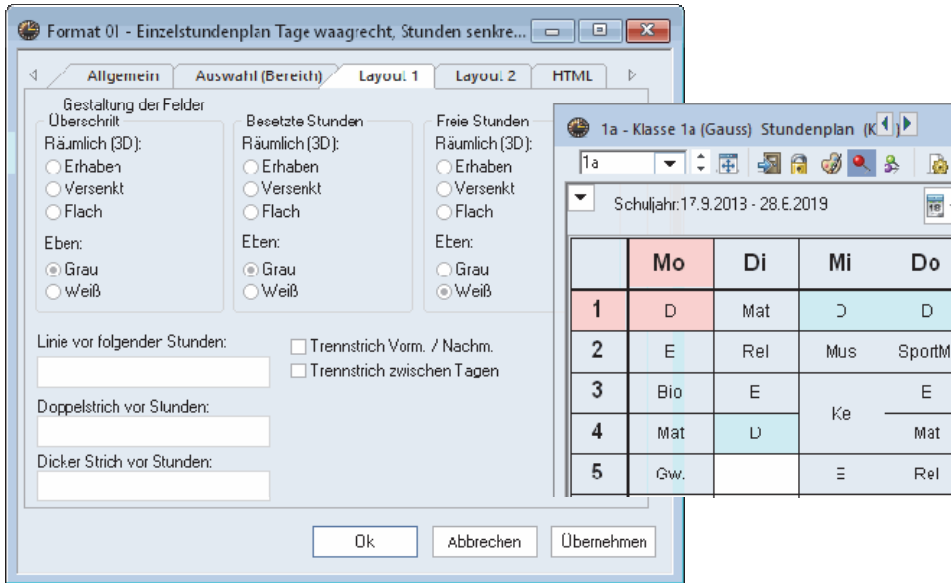 Format 01 - Einzelstundenplan Tage waagrecht, Stunden senkre...
Allgemein Auswahl (Bereich) Layout 1 Layout 2 HTML
Gestaltung der Felder
Überschrift
Räumlich (3D):
Erhaben
Versenkt
Flach
Eben:
Grau
Weiß
Besetzte Stunden
Räumlich (3D):
Erhaben
Versenkt
Flach
Eben:
Grau
Weiß
Freie Stunden
Räumlich (3D):
Erhaben
Versenkt
Flach
Eben:
Grau
Weiß
Linie vor folgender Stunden:
Trennstrich Vorm. / Nachm.
Trennstrich zwischen Tagen
Doppelstrich vor Stunden:
Dicker Strich vor Stunden:
Ok Abbrechen Übernehmen
1a - Klasse 1a (Gauss) Stundenplan (K
1a
Schuljahr:17.9.2018 - 28.6.2019
Mo Di Mi Do
1 D Mat D D
2 E Rel Mus SportM
3 Bio E Ke E
4 Mat D Mat
5 Gw. E Rel